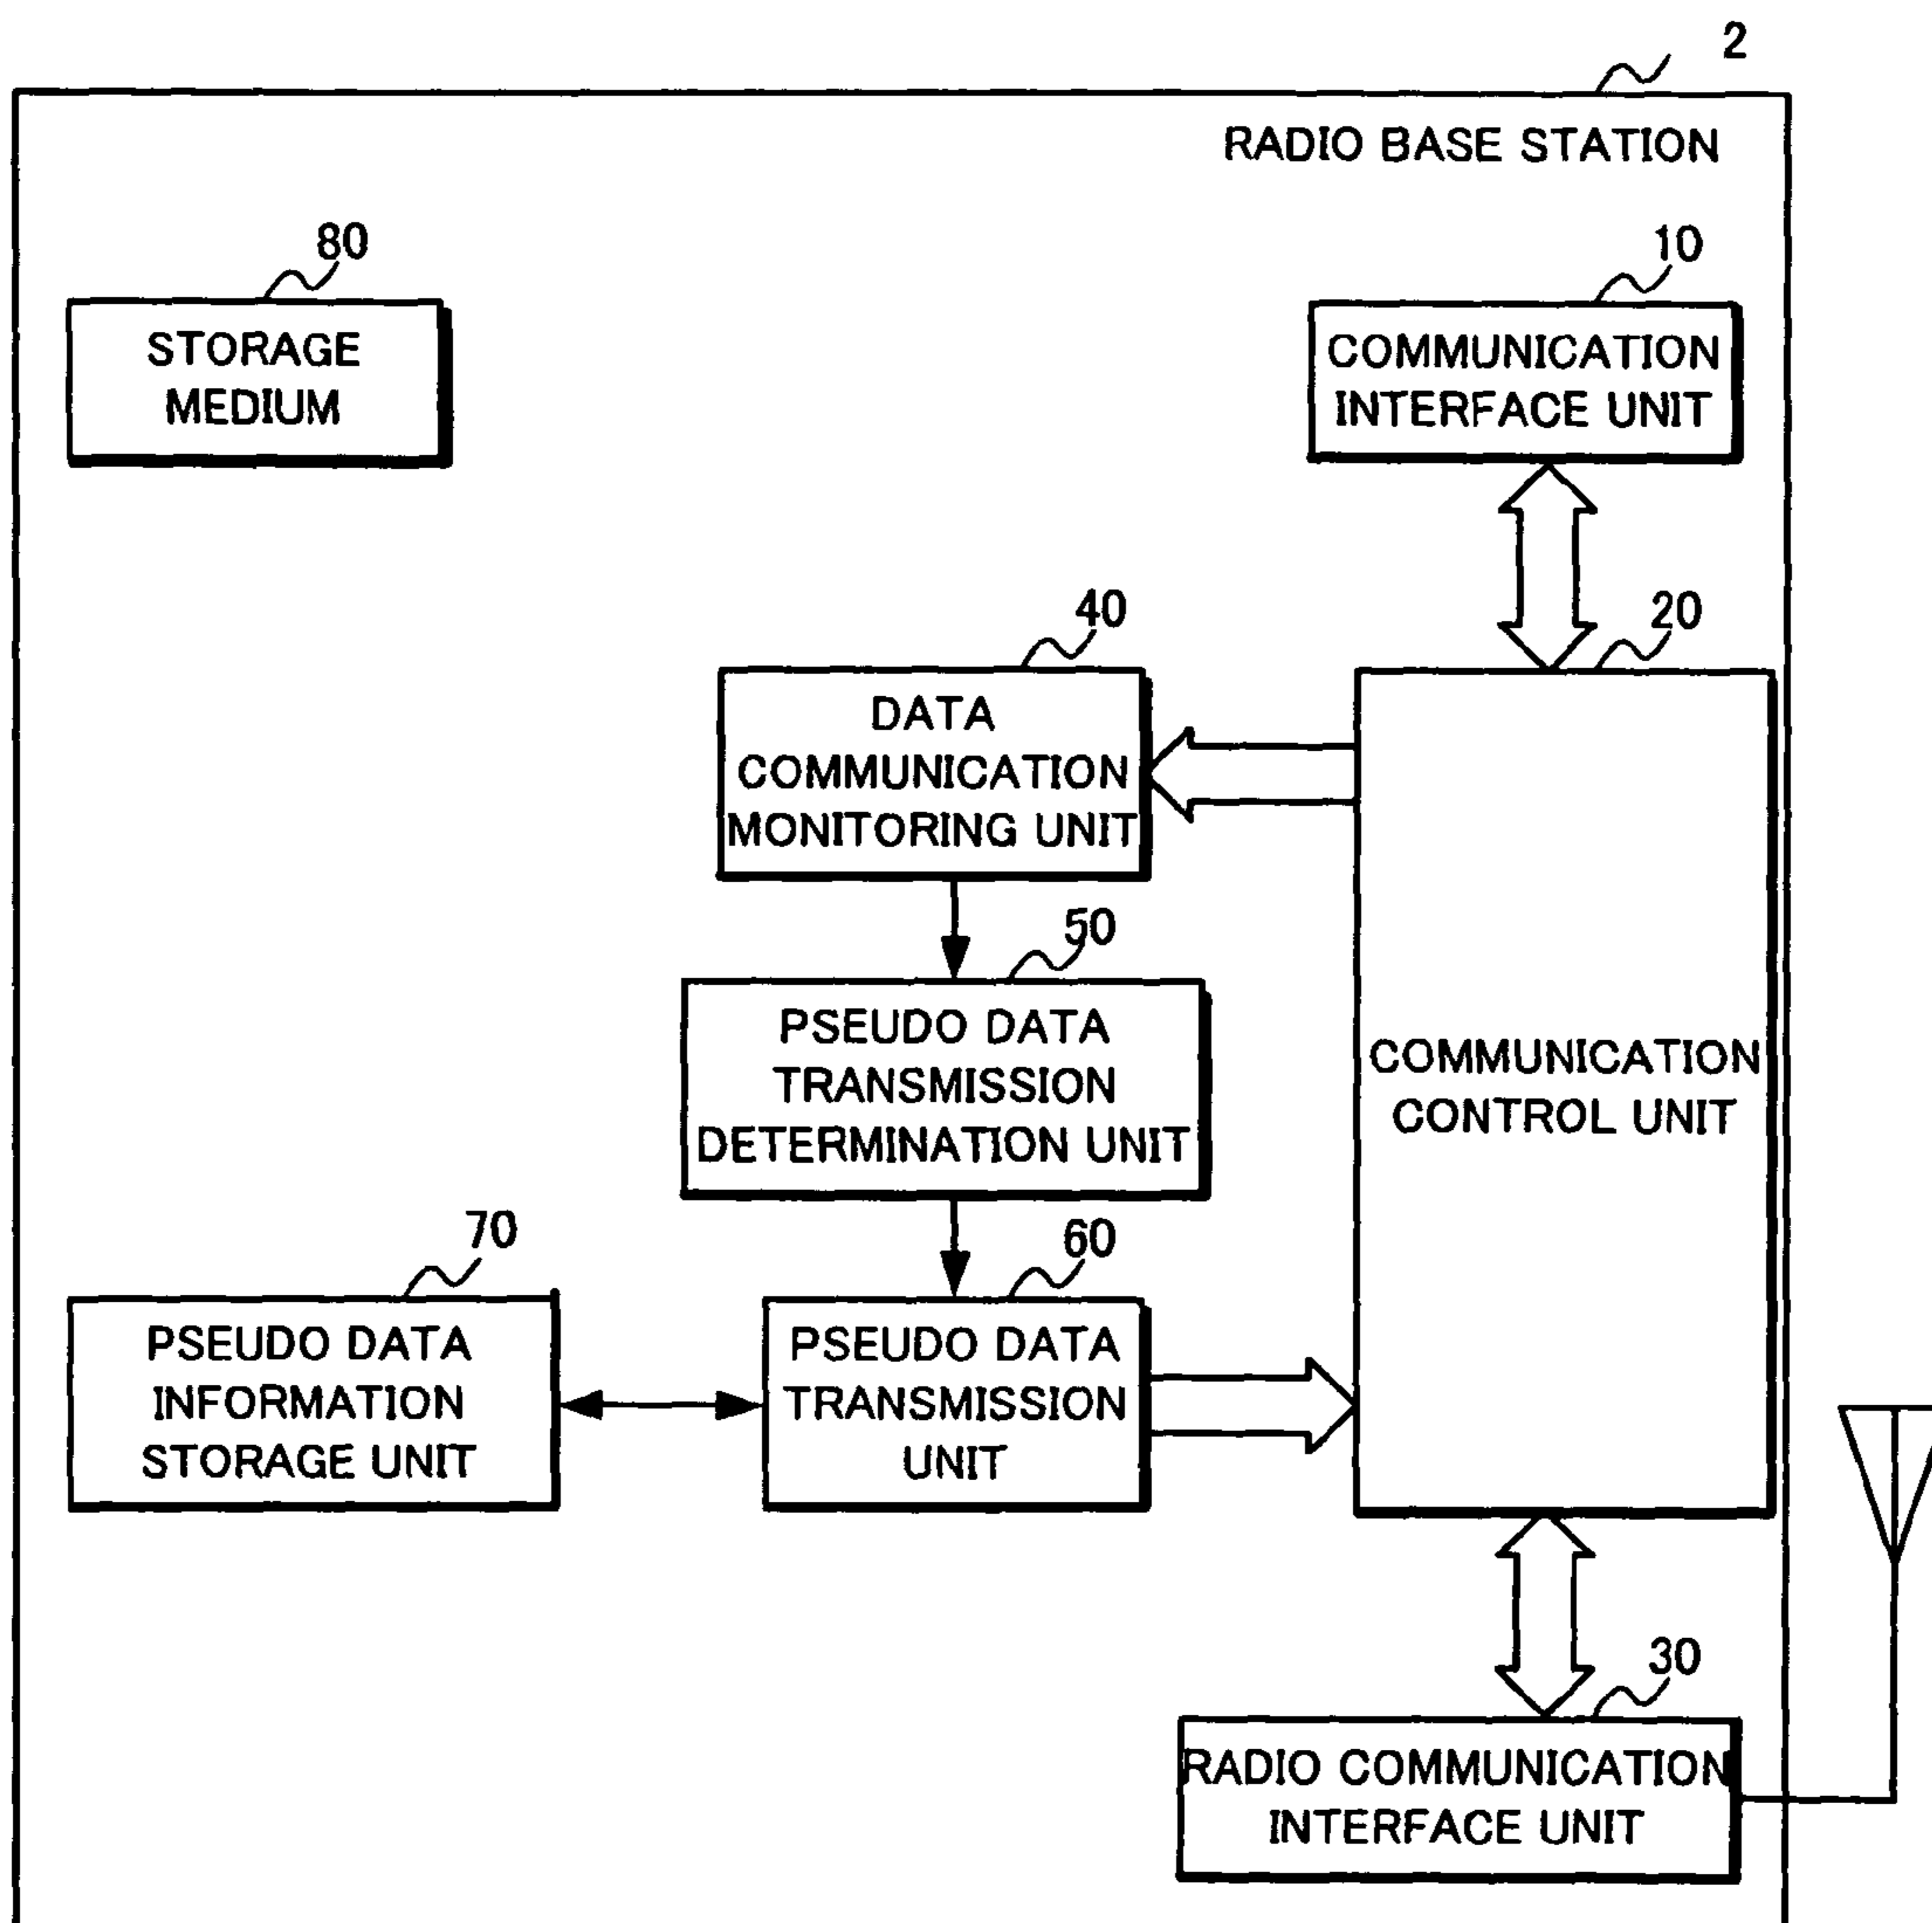 2
RADIO BASE STATION
80
STORAGE
MEDIUM
10
COMMUNICATION
INTERFACE UNIT
40
DATA
COMMUNICATION
MONITORING UNIT
20
COMMUNICATION
CONTROL UNIT
50
PSEUDO DATA
TRANSMISSION
DETERMINATION UNIT
70
PSEUDO DATA
INFORMATION
STORAGE UNIT
60
PSEUDO DATA
TRANSMISSION
UNIT
30
RADIO COMMUNICATION
INTERFACE UNIT